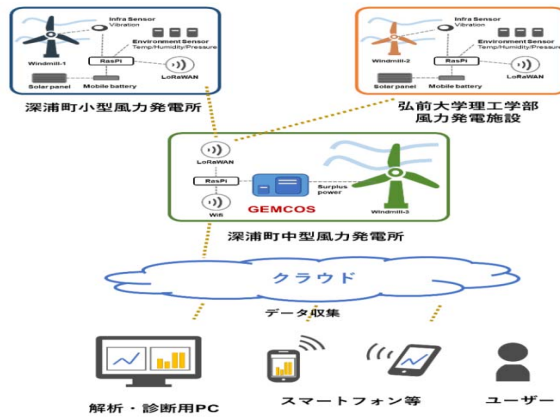 Infra Sensor
Vibration
Environment Sensor
Temp/Humidity/Pressure
Windmill-1
RasPi
LoRaWAN
Solar panel
Mobile battery
深浦町小型風力発電所
Infra Sensor
Vibration
Environment Sensor
Temp/Humidity/Pressure
Windmill-2
RasPi
LoRaWAN
Solar panel
Mobile battery
弘前大学理工学部
風力発電施設
LoRaWAN
RasPi
Wifi
GEMCOS
Surplus
power
Windmill-3
深浦町中型風力発電所
クラウド
データ収集
解析・診断用PC
スマートフォン等
ユーザー